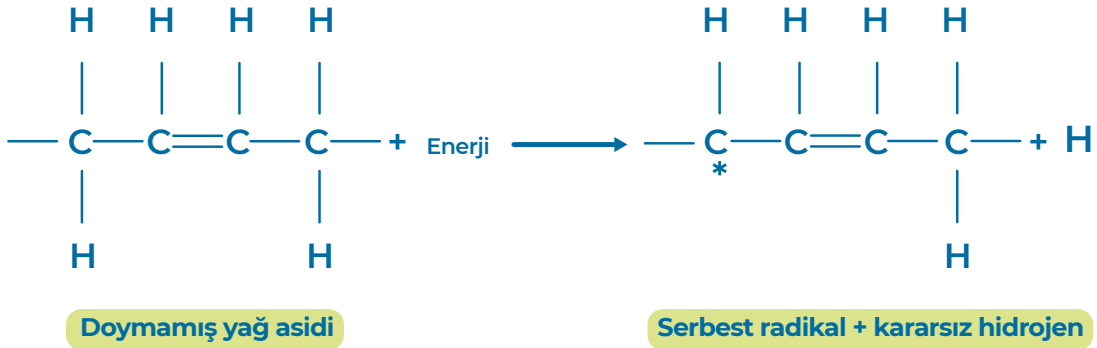 H H H H H H H H
C C C C + Enerji C C C C + H
*
H H H
Doymamış yağ asidi Serbest radikal + kararsız hidrojen